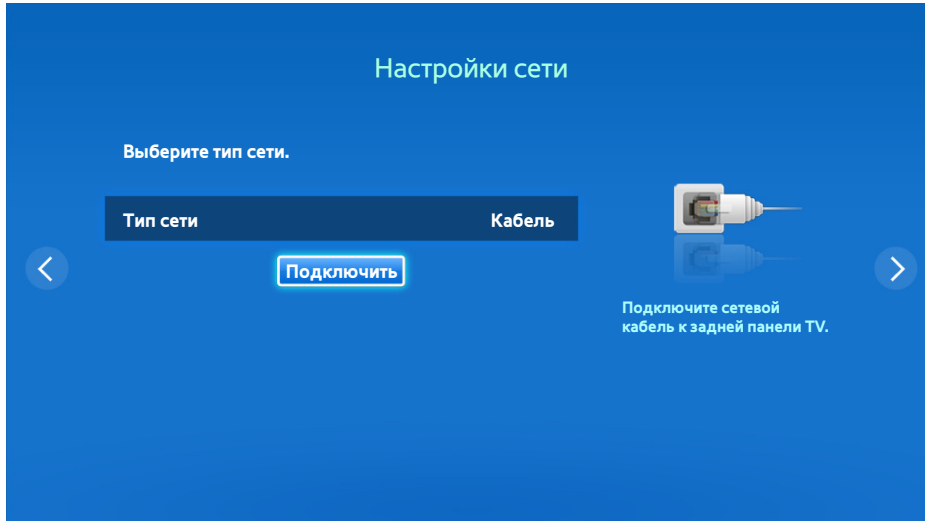 Настройки сети
Выберите тип сети.
Тип сети Кабель
Подключить
Подключите сетевой
кабель к задней панели TV.